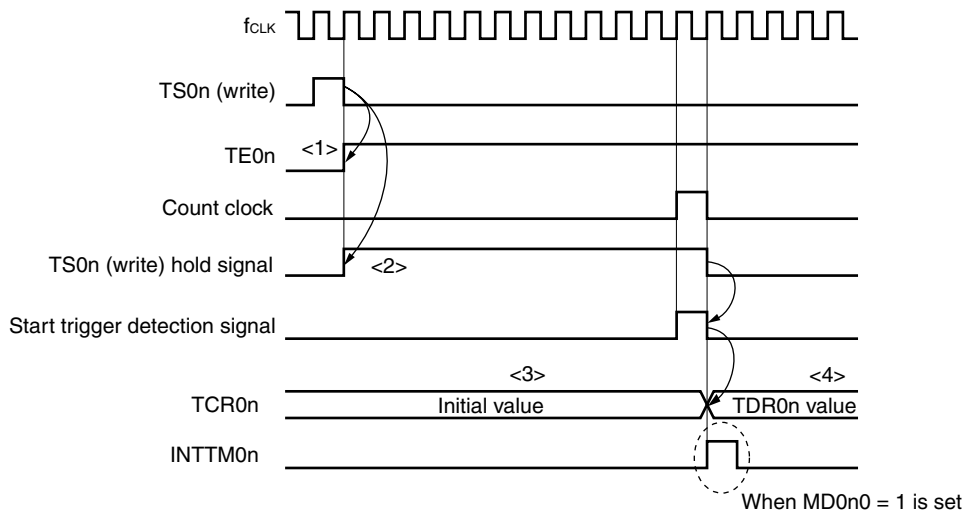 fCLK
TS0n (write)
<1>
TE0n
Count clock
TS0n (write) hold signal
<2>
Start trigger detection signal
<3>
<4>
TCR0n
Initial value
TDR0n value
INTTM0n
When MD0n0 = 1 is set